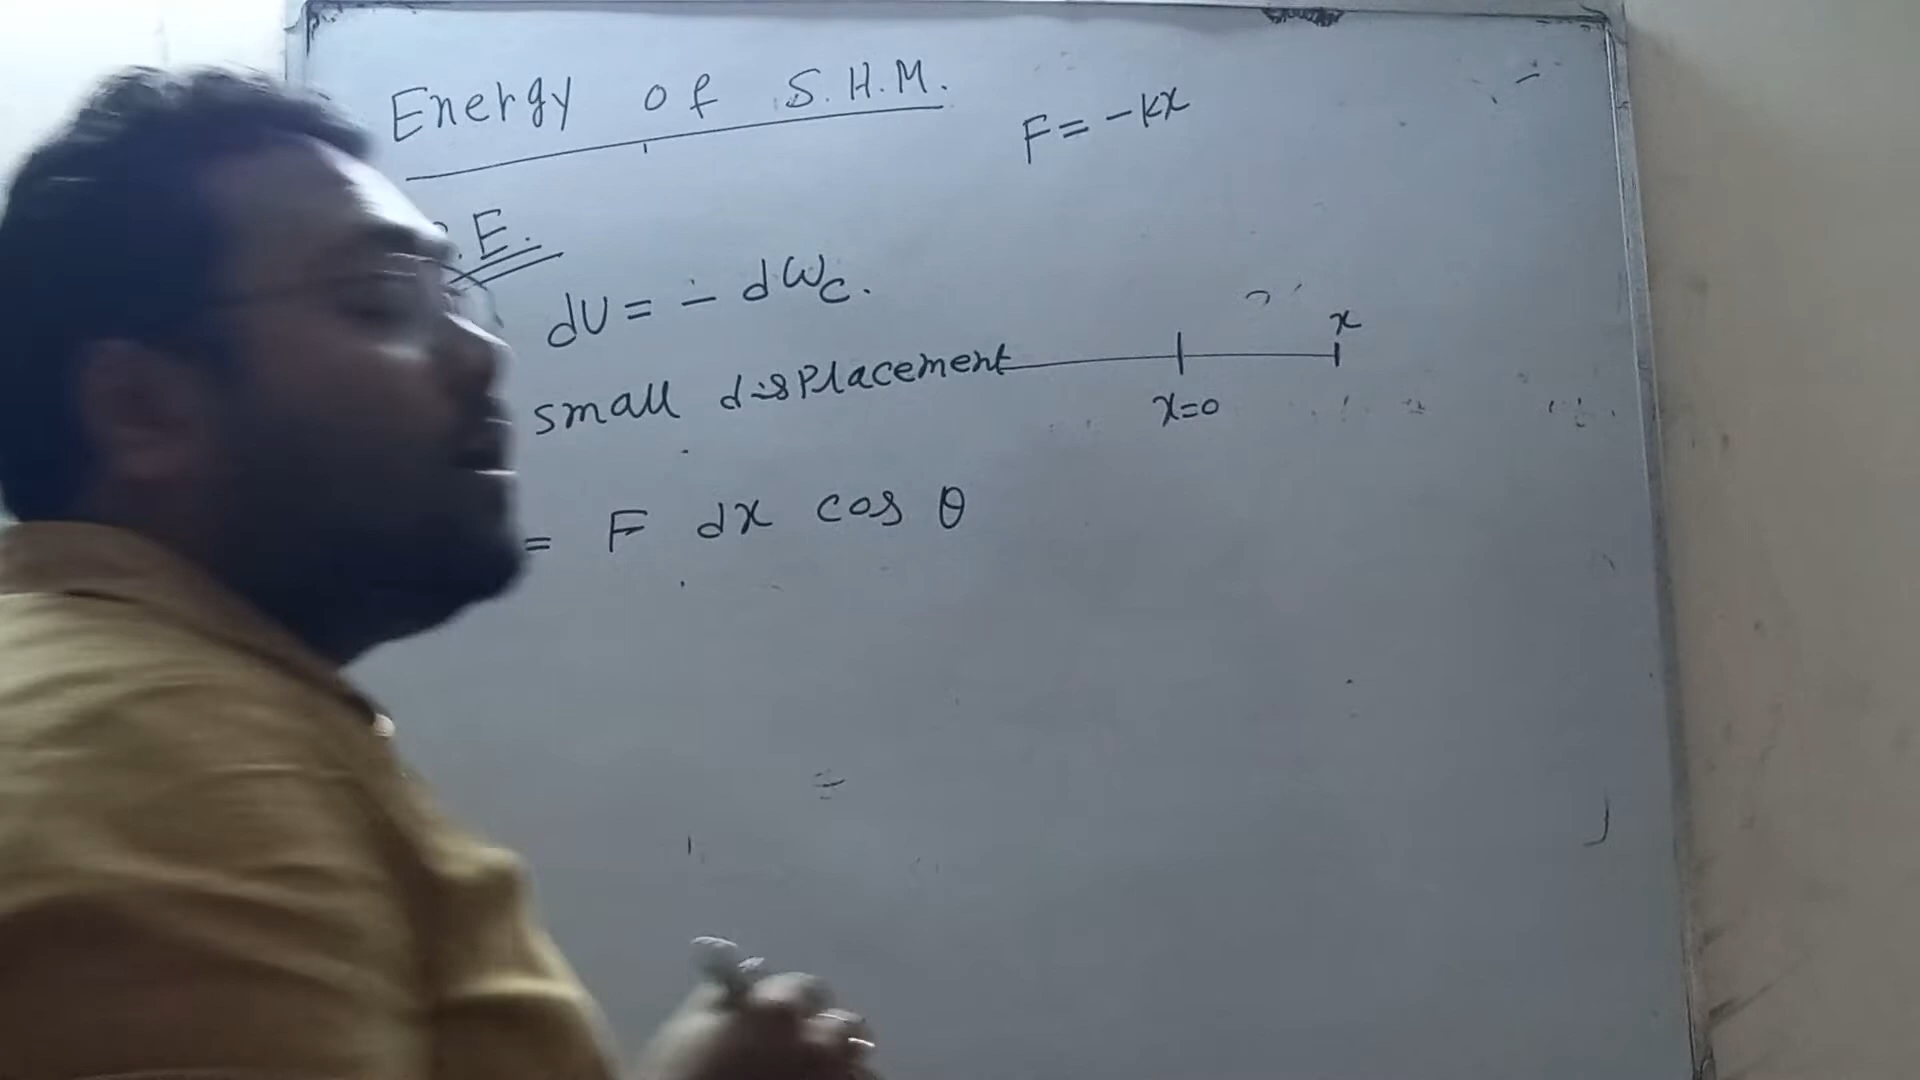 Energy of S.H.M.
F = -kx
.E.
dU = - dWc.
small displacement
x
x=0
= F dx cos θ